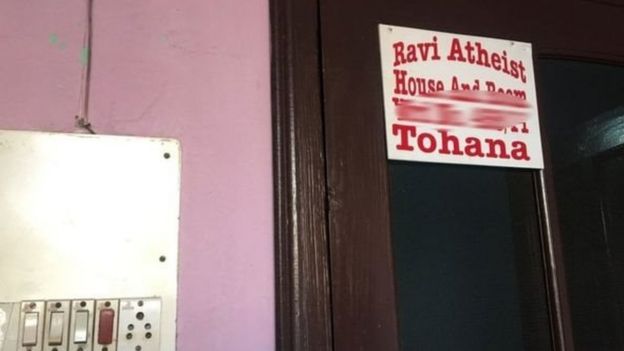 Ravi Atheist
House And Room
Tohana